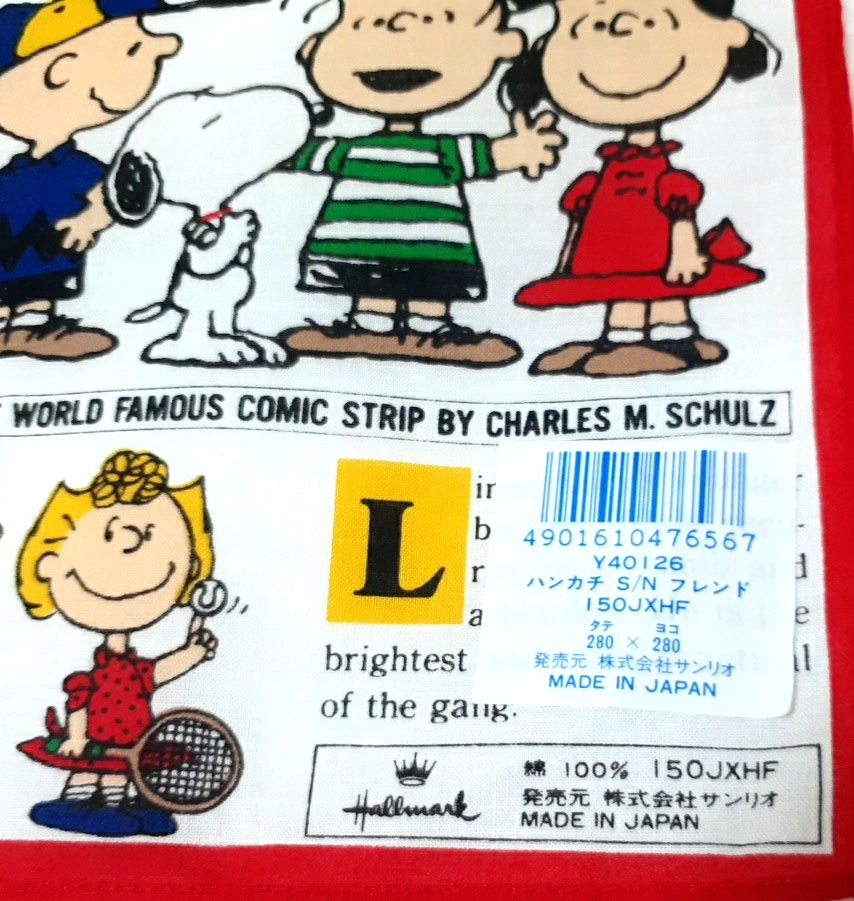 WORLD FAMOUS COMIC STRIP BY CHARLES M. SCHULZ
L
brightest
of the gang.
4901610476567
Y40126
ハンカチ S/N フレンド
150JXHF
タテ ヨコ
280 × 280
発売元 株式会社サンリオ
MADE IN JAPAN
Hallmark
綿 100% 150JXHF
発売元 株式会社サンリオ
MADE IN JAPAN